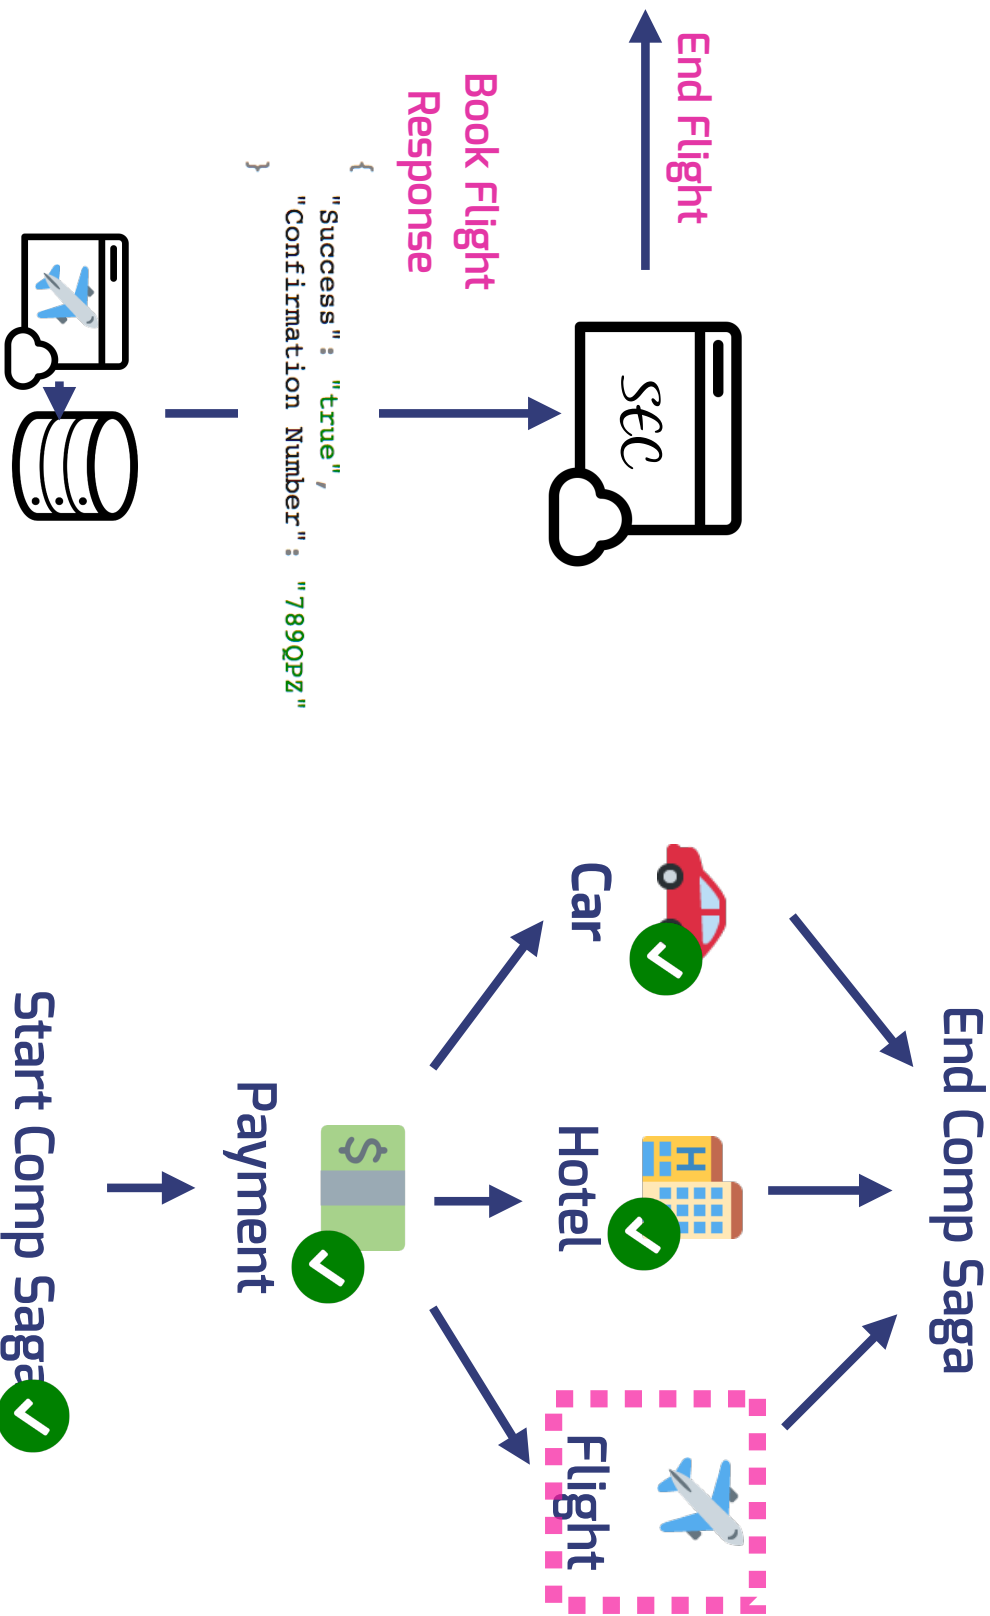 End Flight
SEC
Book Flight
Response
{
"Success": "true",
"Confirmation Number": "789QPZ"
}
End Comp Saga
Car
Hotel
H
Flight
$
Payment
Start Comp Saga